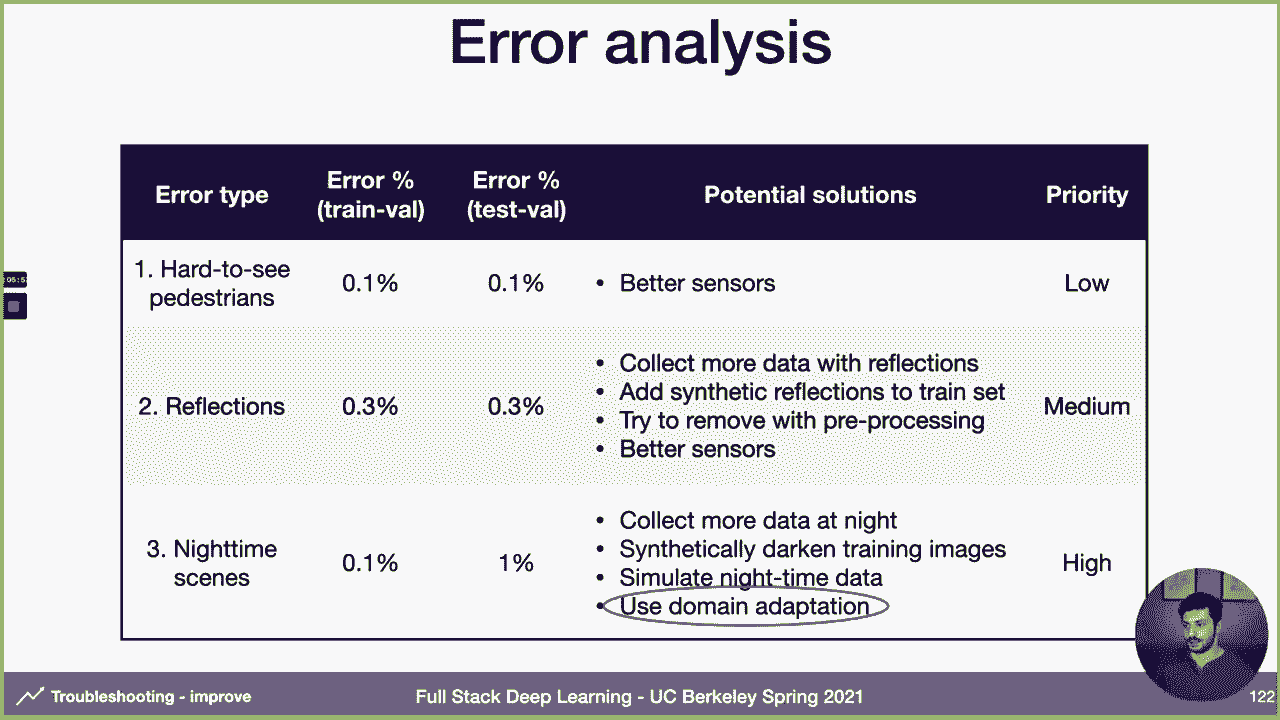 Error analysis
Error type
Error %
(train-val)
Error %
(test-val)
Potential solutions
Priority
1. Hard-to-see
pedestrians
0.1%
0.1%
• Better sensors
Low
2. Reflections
0.3%
0.3%
• Collect more data with reflections
• Add synthetic reflections to train set
• Try to remove with pre-processing
• Better sensors
Medium
3. Nighttime
scenes
0.1%
1%
• Collect more data at night
• Synthetically darken training images
• Simulate night-time data
• Use domain adaptation
High
Troubleshooting - improve
Full Stack Deep Learning - UC Berkeley Spring 2021
122